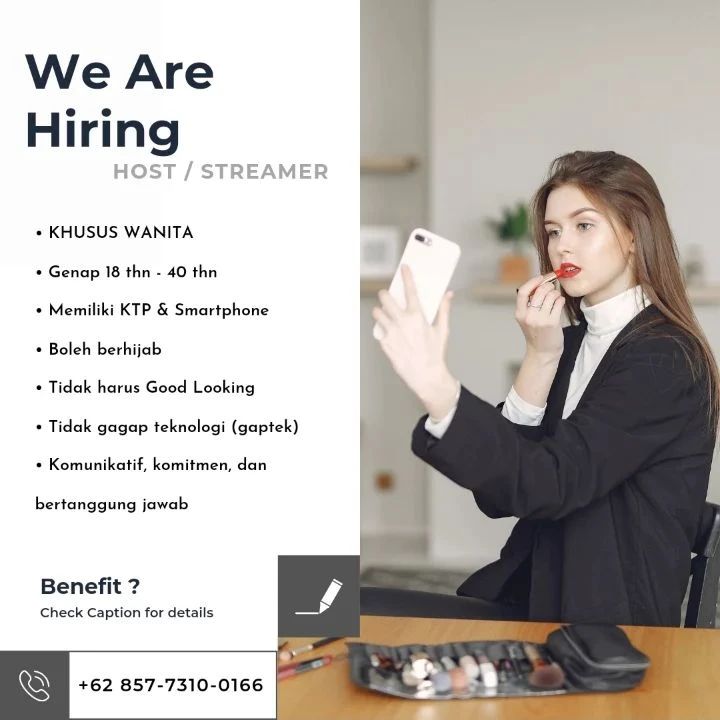 We Are
Hiring
HOST / STREAMER
• KHUSUS WANITA
• Genap 18 thn - 40 thn
• Memiliki KTP & Smartphone
• Boleh berhijab
• Tidak harus Good Looking
• Tidak gagap teknologi (gaptek)
• Komunikatif, komitmen, dan
bertanggung jawab
Benefit ?
Check Caption for details
+62 857-7310-0166